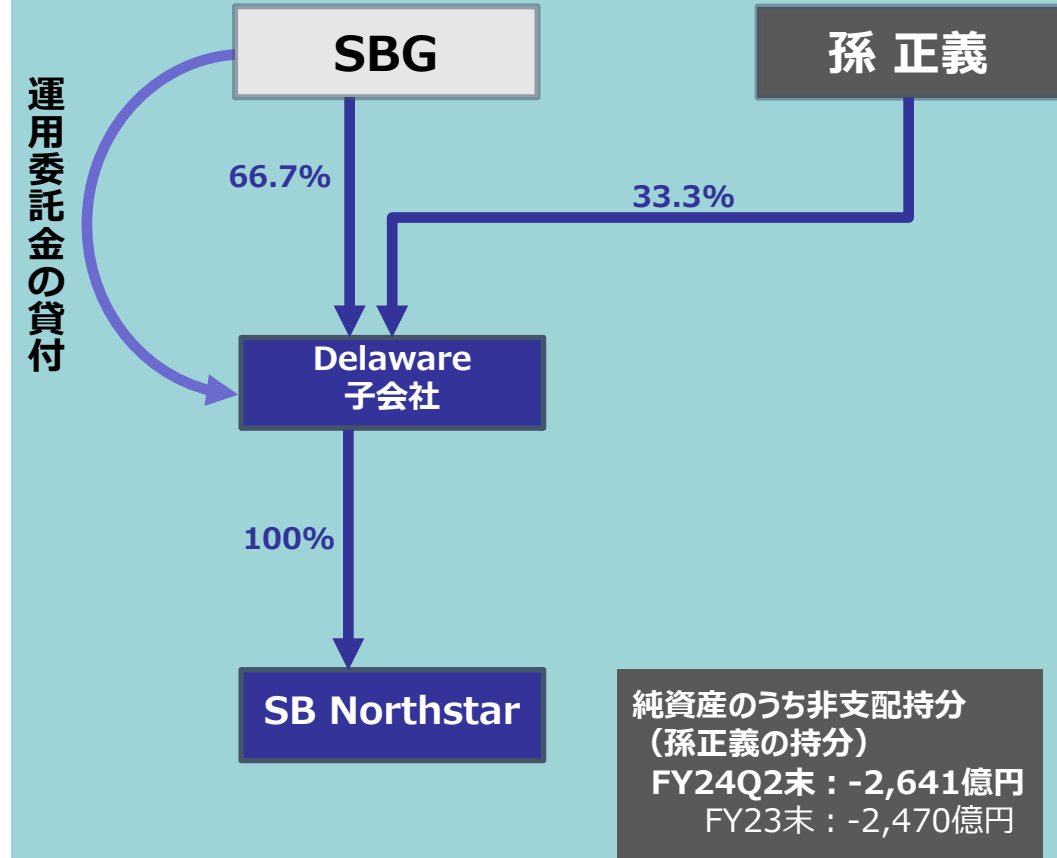 SBG
孫 正義
運用委託金の貸付
66.7%
33.3%
Delaware
子会社
100%
SB Northstar
純資産のうち非支配持分
（孫正義の持分）
FY24Q2末：-2,641億円
FY23末：-2,470億円